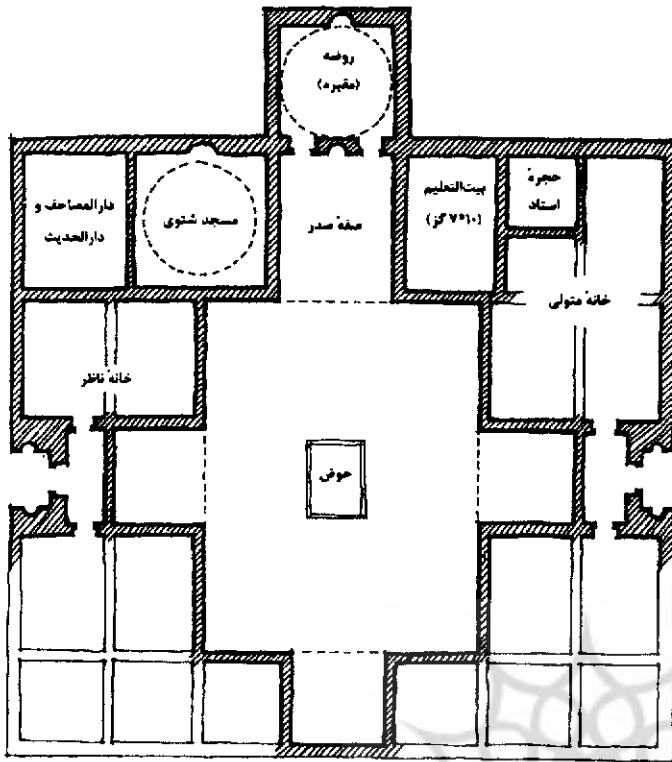 روضه
(مقبره)
حجرهٔ
استاد
بیت‌التعلیم
(۱۰*۷ گز)
صفهٔ صدر
مسجد شتوی
دارالمصاحف و
دارالحدیث
خانهٔ متولی
خانهٔ ناظر
حوض